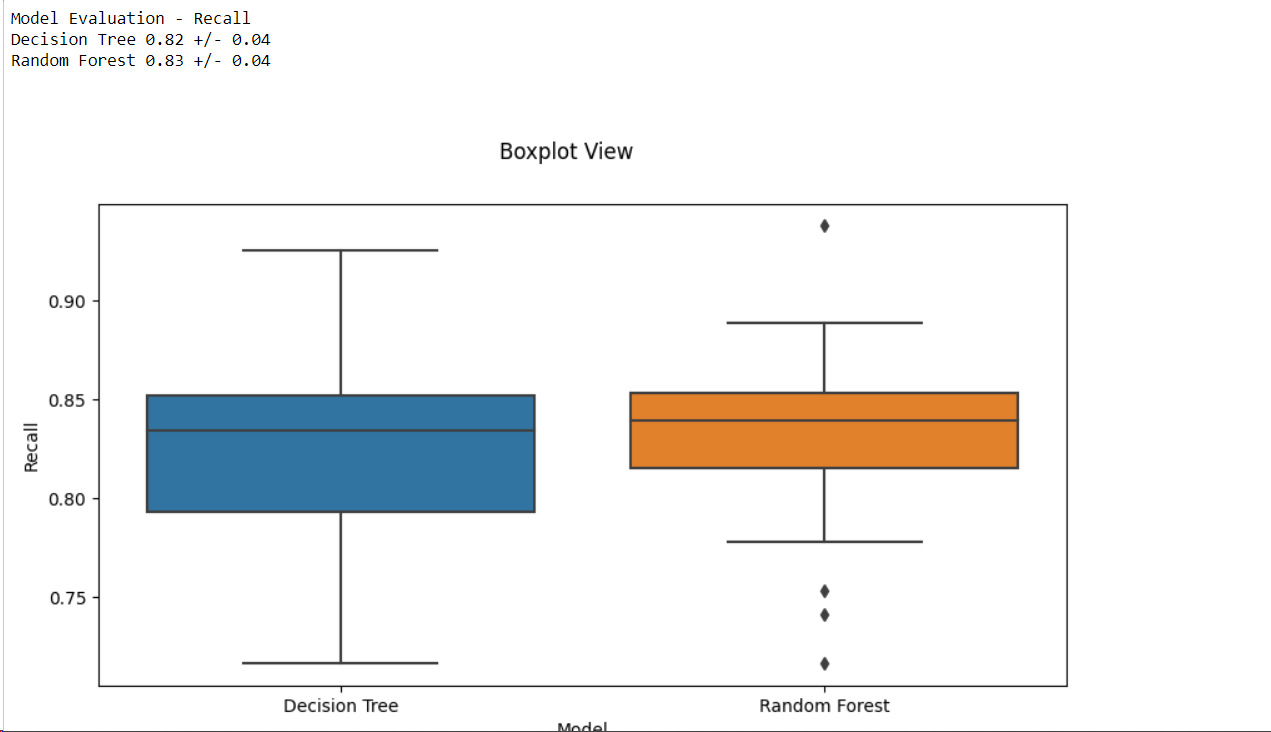 Model Evaluation - Recall
Decision Tree 0.82 +/- 0.04
Random Forest 0.83 +/- 0.04
Boxplot View
0.90
0.85
0.80
0.75
Recall
Decision Tree Random Forest
Model